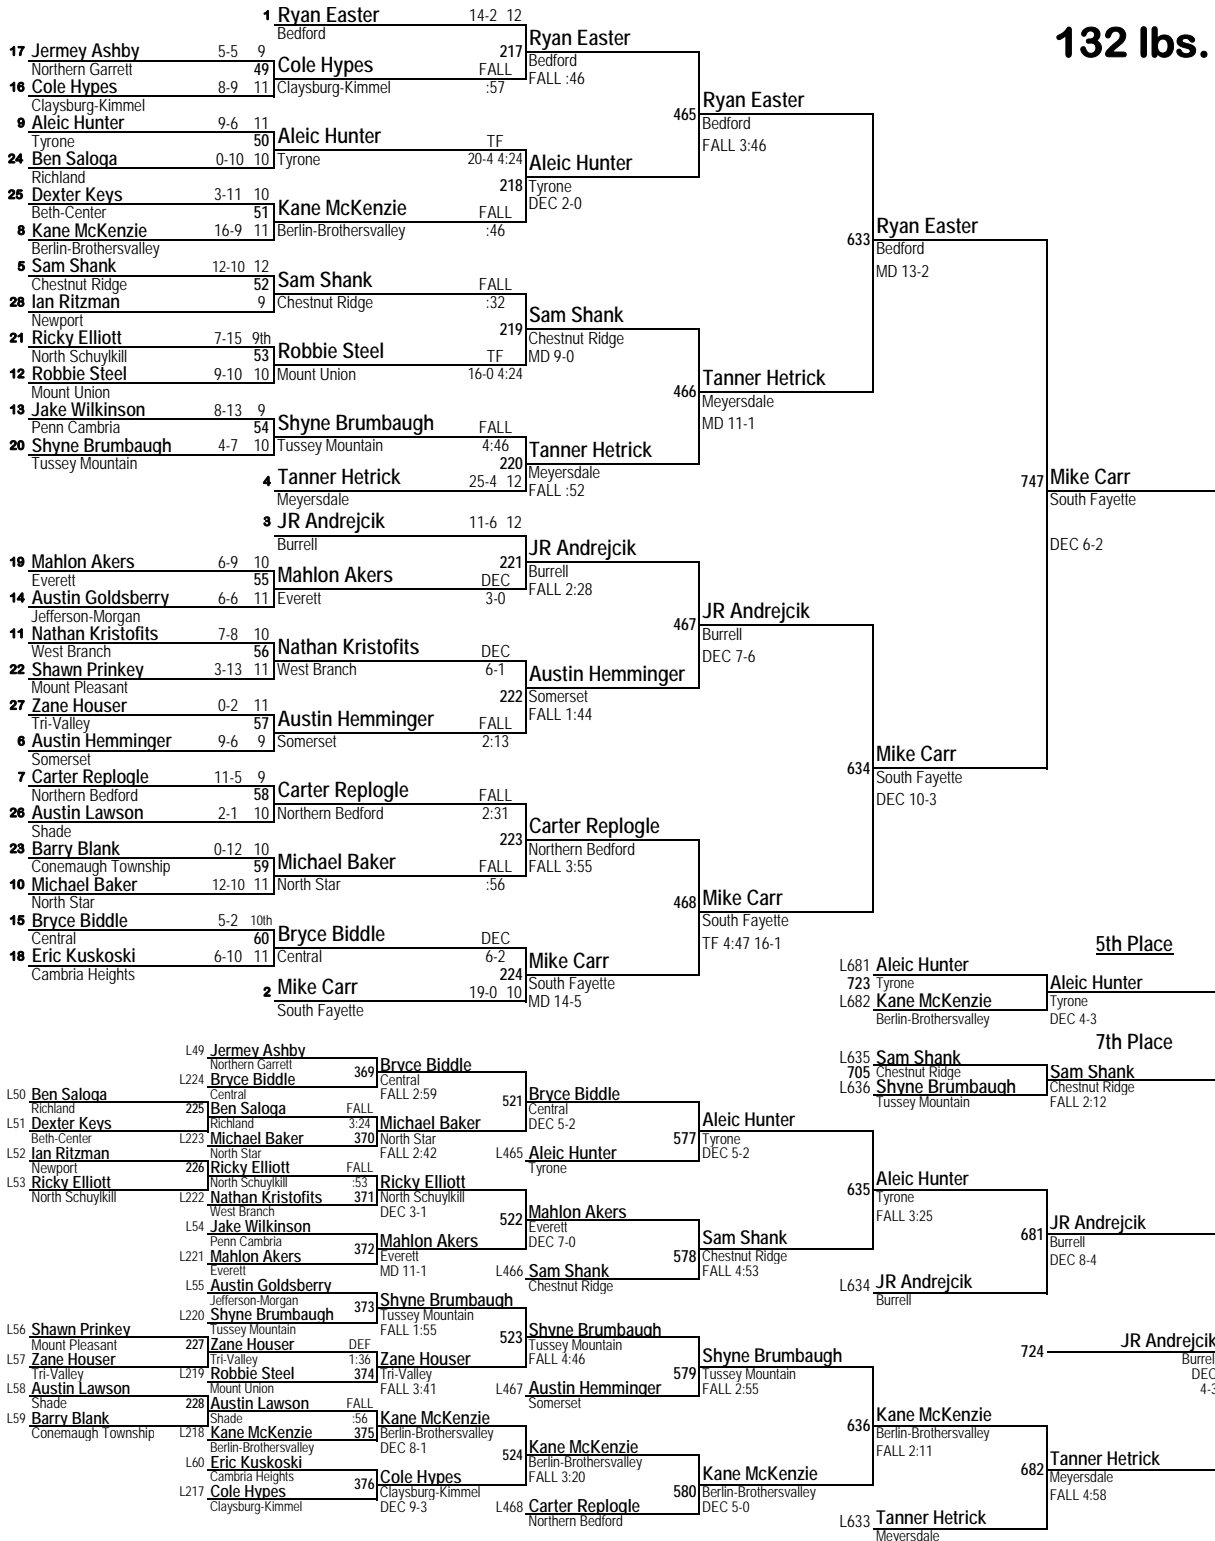 132 lbs.
1 Ryan Easter 14-2 12
Bedford
17 Jermey Ashby 5-5 9
Northern Garrett
49
16 Cole Hypes 8-9 11
Claysburg-Kimmel
Cole Hypes FALL
Claysburg-Kimmel :57
217
Ryan Easter
Bedford
FALL :46
9 Aleic Hunter 9-6 11
Tyrone
50
24 Ben Saloga 0-10 10
Richland
Aleic Hunter TF
Tyrone 20-4 4:24
25 Dexter Keys 3-11 10
Beth-Center
51
8 Kane McKenzie 16-9 11
Berlin-Brothersvalley
Kane McKenzie FALL
Berlin-Brothersvalley :46
218
Aleic Hunter
Tyrone
DEC 2-0
465
Ryan Easter
Bedford
FALL 3:46
5 Sam Shank 12-10 12
Chestnut Ridge
52
28 Ian Ritzman 9
Newport
Sam Shank FALL
Chestnut Ridge :32
21 Ricky Elliott 7-15 9th
North Schuylkill
53
12 Robbie Steel 9-10 10
Mount Union
Robbie Steel TF
Mount Union 16-0 4:24
219
Sam Shank
Chestnut Ridge
MD 9-0
13 Jake Wilkinson 8-13 9
Penn Cambria
54
20 Shyne Brumbaugh 4-7 10
Tussey Mountain
Shyne Brumbaugh FALL
Tussey Mountain 4:46
4 Tanner Hetrick 25-4 12
Meyersdale
220
Tanner Hetrick
Meyersdale
FALL :52
466
Tanner Hetrick
Meyersdale
MD 11-1
633
Ryan Easter
Bedford
MD 13-2
3 JR Andrejcik 11-6 12
Burrell
19 Mahlon Akers 6-9 10
Everett
55
14 Austin Goldsberry 6-6 11
Jefferson-Morgan
Mahlon Akers DEC
Everett 3-0
221
JR Andrejcik
Burrell
FALL 2:28
11 Nathan Kristofits 7-8 10
West Branch
56
22 Shawn Prinkey 3-13 11
Mount Pleasant
Nathan Kristofits DEC
West Branch 6-1
27 Zane Houser 0-2 11
Tri-Valley
57
6 Austin Hemminger 9-6 9
Somerset
Austin Hemminger FALL
Somerset 2:13
222
Austin Hemminger
Somerset
FALL 1:44
467
JR Andrejcik
Burrell
DEC 7-6
7 Carter Replogle 11-5 9
Northern Bedford
58
26 Austin Lawson 2-1 10
Shade
Carter Replogle FALL
Northern Bedford 2:31
23 Barry Blank 0-12 10
Conemaugh Township
59
10 Michael Baker 12-10 11
North Star
Michael Baker FALL
North Star :56
223
Carter Replogle
Northern Bedford
FALL 3:55
15 Bryce Biddle 5-2 10th
Central
60
18 Eric Kuskoski 6-10 11
Cambria Heights
Bryce Biddle DEC
Central 6-2
2 Mike Carr 19-0 10
South Fayette
224
Mike Carr
South Fayette
MD 14-5
468
Mike Carr
South Fayette
TF 4:47 16-1
634
Mike Carr
South Fayette
DEC 10-3
747
Mike Carr
South Fayette
DEC 6-2
5th Place
L681 Aleic Hunter
723 Tyrone
L682 Kane McKenzie
Berlin-Brothersvalley
Aleic Hunter
Tyrone
DEC 4-3
7th Place
L635 Sam Shank
705 Chestnut Ridge
L636 Shyne Brumbaugh
Tussey Mountain
Sam Shank
Chestnut Ridge
FALL 2:12
L49 Jermey Ashby
Northern Garrett
369
L224 Bryce Biddle
Central
Bryce Biddle
Central
FALL 2:59
L50 Ben Saloga
Richland
225
L51 Dexter Keys
Beth-Center
Ben Saloga FALL
Richland 3:24
L223 Michael Baker 370
North Star
Michael Baker
North Star
FALL 2:42
521
Bryce Biddle
Central
DEC 5-2
L465 Aleic Hunter
Tyrone
577
Aleic Hunter
Tyrone
DEC 5-2
L52 Ian Ritzman
Newport
226
L53 Ricky Elliott
North Schuylkill
Ricky Elliott FALL
North Schuylkill :53
L222 Nathan Kristofits 371
West Branch
Ricky Elliott
North Schuylkill
DEC 3-1
L54 Jake Wilkinson
Penn Cambria
372
L221 Mahlon Akers
Everett
Mahlon Akers
Everett
MD 11-1
522
Mahlon Akers
Everett
DEC 7-0
L466 Sam Shank
Chestnut Ridge
578
Sam Shank
Chestnut Ridge
FALL 4:53
635
Aleic Hunter
Tyrone
FALL 3:25
L634 JR Andrejcik
Burrell
681
JR Andrejcik
Burrell
DEC 8-4
L55 Austin Goldsberry
Jefferson-Morgan
373
L220 Shyne Brumbaugh
Tussey Mountain
Shyne Brumbaugh
Tussey Mountain
FALL 1:55
L56 Shawn Prinkey
Mount Pleasant
227
L57 Zane Houser
Tri-Valley
Zane Houser DEF
Tri-Valley 1:36
L219 Robbie Steel 374
Mount Union
Zane Houser
Tri-Valley
FALL 3:41
523
Shyne Brumbaugh
Tussey Mountain
FALL 4:46
L467 Austin Hemminger
Somerset
579
Shyne Brumbaugh
Tussey Mountain
FALL 2:55
L58 Austin Lawson
Shade
228
L59 Barry Blank
Conemaugh Township
Austin Lawson FALL
Shade :56
L218 Kane McKenzie 375
Berlin-Brothersvalley
Kane McKenzie
Berlin-Brothersvalley
DEC 8-1
L60 Eric Kuskoski
Cambria Heights
376
L217 Cole Hypes
Claysburg-Kimmel
Cole Hypes
Claysburg-Kimmel
DEC 9-3
524
Kane McKenzie
Berlin-Brothersvalley
FALL 3:20
L468 Carter Replogle
Northern Bedford
580
Kane McKenzie
Berlin-Brothersvalley
DEC 5-0
636
Kane McKenzie
Berlin-Brothersvalley
FALL 2:11
L633 Tanner Hetrick
Meyersdale
682
Tanner Hetrick
Meyersdale
FALL 4:58
724
JR Andrejcik
Burrell
DEC
4-3